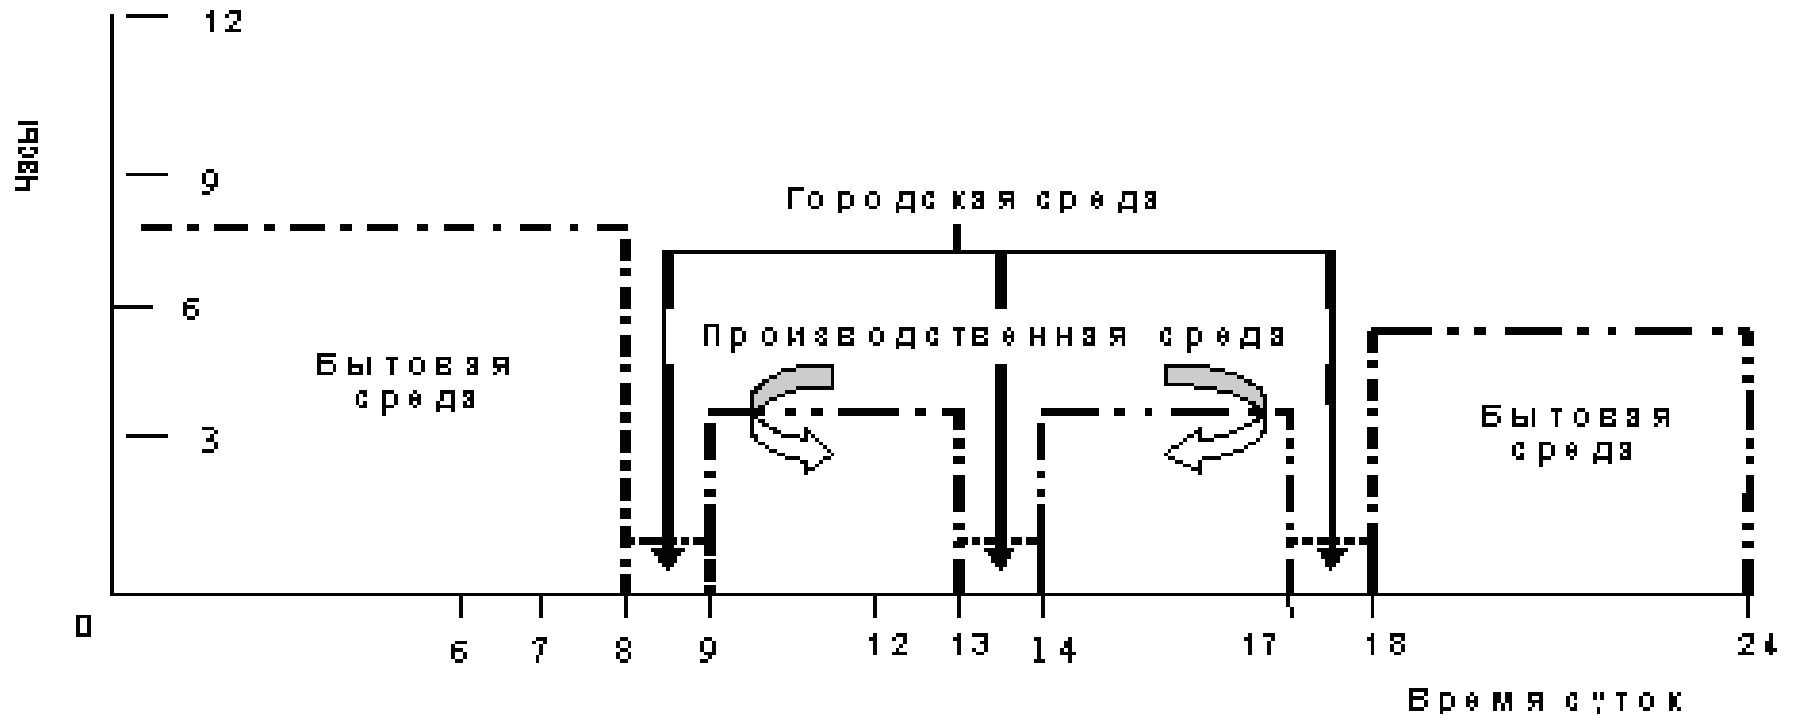 12
Часы
9
Городская среда
6
Производственная среда
Бытовая
среда
Бытовая
среда
3
0
6 7 8 9 12 13 14 17 18 24
Время суток